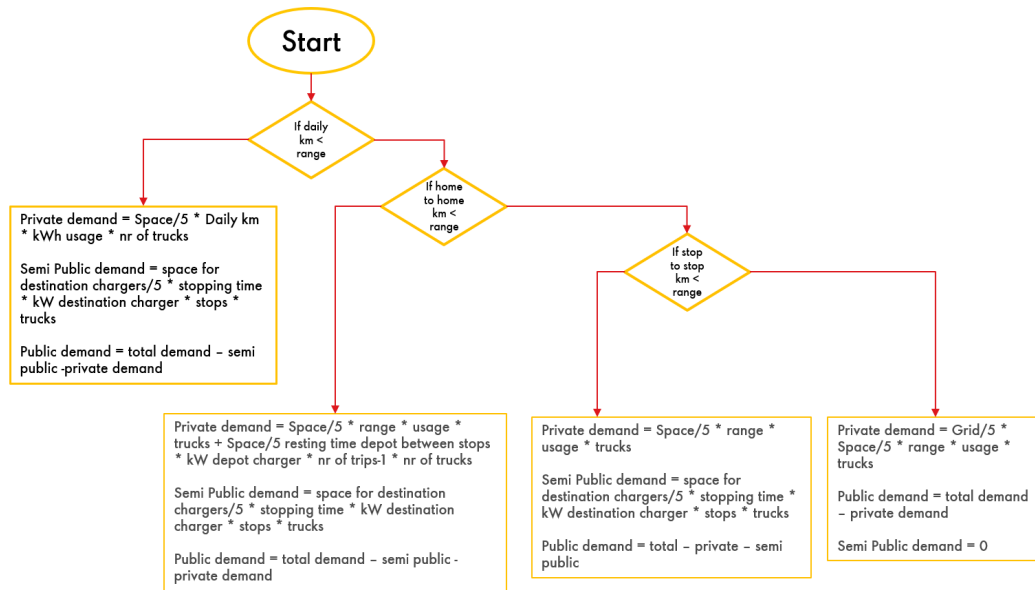 Start
If daily
km <
range
If home
to home
km <
range
If stop
to stop
km <
range
Private demand = Space/5 * Daily km
* kWh usage * nr of trucks
Semi Public demand = space for
destination chargers/5 * stopping time
* kW destination charger * stops *
trucks
Public demand = total demand – semi
public -private demand
Private demand = Space/5 * range * usage *
trucks + Space/5 resting time depot between stops
* kW depot charger * nr of trips-1 * nr of trucks
Semi Public demand = space for destination
chargers/5 * stopping time * kW destination
charger * stops * trucks
Public demand = total demand – semi public -
private demand
Private demand = Space/5 * range *
usage * trucks
Semi Public demand = space for
destination chargers/5 * stopping time *
kW destination charger * stops * trucks
Public demand = total – private – semi
public
Private demand = Grid/5 *
Space/5 * range * usage *
trucks
Public demand = total demand
– private demand
Semi Public demand = 0